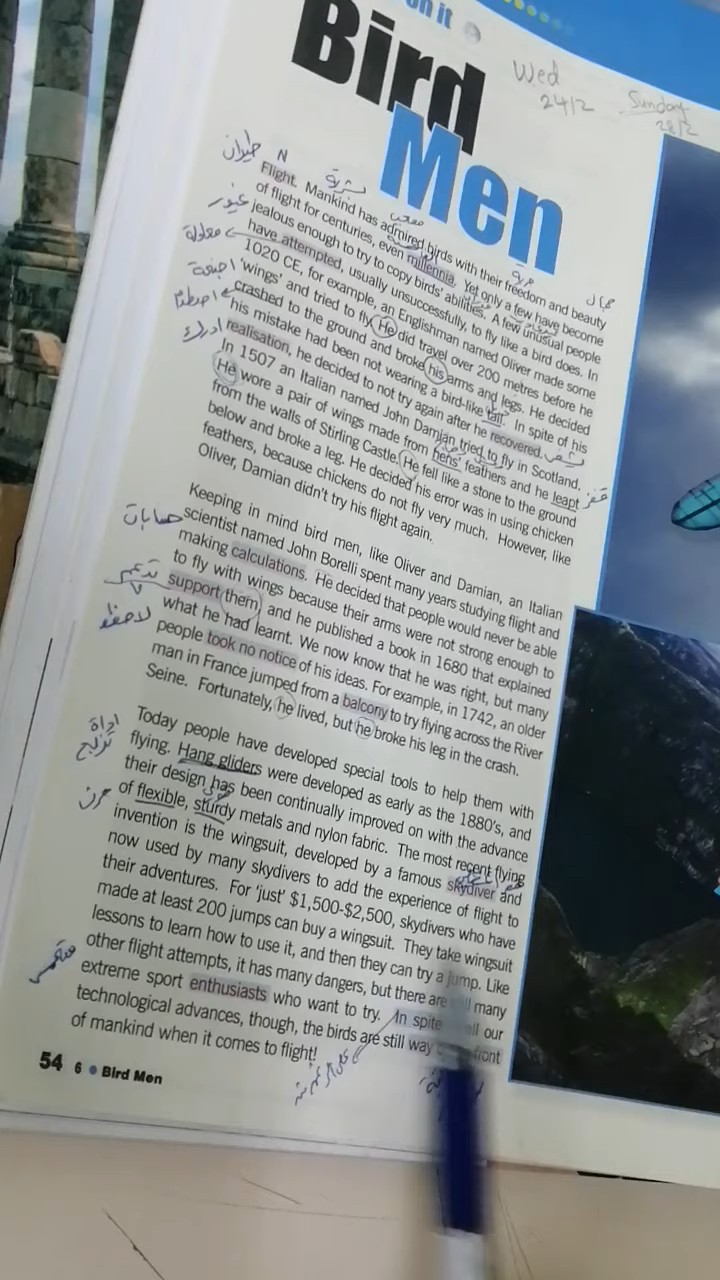 on it
Bird
Men
Wed
24/2
Sunday
28/2
N
Flight. Mankind has admired birds with their freedom and beauty
of flight for centuries, even millennia. Yet only a few have become
jealous enough to try to copy birds' abilities. A few unusual people
have attempted, usually unsuccessfully, to fly like a bird does. In
1020 CE, for example, an Englishman named Oliver made some
'wings' and tried to fly. He did travel over 200 metres before he
crashed to the ground and broke his arms and legs. He decided
his mistake had been not wearing a bird-like tail. In spite of his
realisation, he decided to not try again after he recovered.
In 1507 an Italian named John Damian tried to fly in Scotland.
He wore a pair of wings made from hens' feathers and he leapt
from the walls of Stirling Castle. He fell like a stone to the ground
below and broke a leg. He decided his error was in using chicken
feathers, because chickens do not fly very much. However, like
Oliver, Damian didn't try his flight again.
Keeping in mind bird men, like Oliver and Damian, an Italian
scientist named John Borelli spent many years studying flight and
making calculations. He decided that people would never be able
to fly with wings because their arms were not strong enough to
support them, and he published a book in 1680 that explained
what he had learnt. We now know that he was right, but many
people took no notice of his ideas. For example, in 1742, an older
man in France jumped from a balcony to try flying across the River
Seine. Fortunately, he lived, but he broke his leg in the crash.
Today people have developed special tools to help them with
flying. Hang gliders were developed as early as the 1880's, and
their design has been continually improved on with the advance
of flexible, sturdy metals and nylon fabric. The most recent flying
invention is the wingsuit, developed by a famous skydiver and
now used by many skydivers to add the experience of flight to
their adventures. For 'just' $1,500-$2,500, skydivers who have
made at least 200 jumps can buy a wingsuit. They take wingsuit
lessons to learn how to use it, and then they can try a jump. Like
other flight attempts, it has many dangers, but there are many
extreme sport enthusiasts who want to try. In spite all our
technological advances, though, the birds are still way front
of mankind when it comes to flight!
حيوان
بشرية
غيور
محاولة
اجنحة
ادرك
قفز
حسابات
تدعم
لاحظ
اداة
تزلج
مرن
54 6 • Bird Men